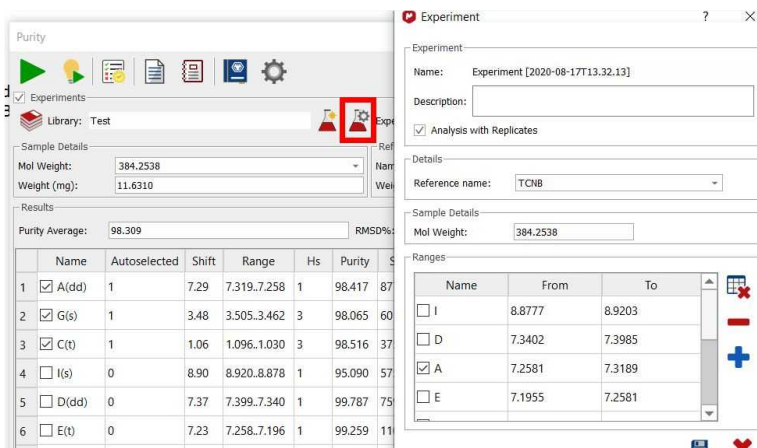 Purity
Experiments
Library: Test
Sample Details
Mol Weight: 384.2538
Weight (mg): 11.6310
Results
Purity Average: 98.309 RMSD%:
Name Autoselected Shift Range Hs Purity
1 A(dd) 1 7.29 7.319..7.258 1 98.417
2 G(s) 1 3.48 3.505..3.462 3 98.065
3 C(t) 1 1.06 1.096..1.030 3 98.516
4 I(s) 0 8.90 8.920..8.878 1 95.090
5 D(dd) 0 7.37 7.399..7.340 1 99.787
6 E(t) 0 7.23 7.258..7.196 1 99.259
Experiment ?
Experiment
Name: Experiment [2020-08-17T13.32.13]
Description:
Analysis with Replicates
Details
Reference name: TCNB
Sample Details
Mol Weight: 384.2538
Ranges
Name From To
I 8.8777 8.9203
D 7.3402 7.3985
A 7.2581 7.3189
E 7.1955 7.2581